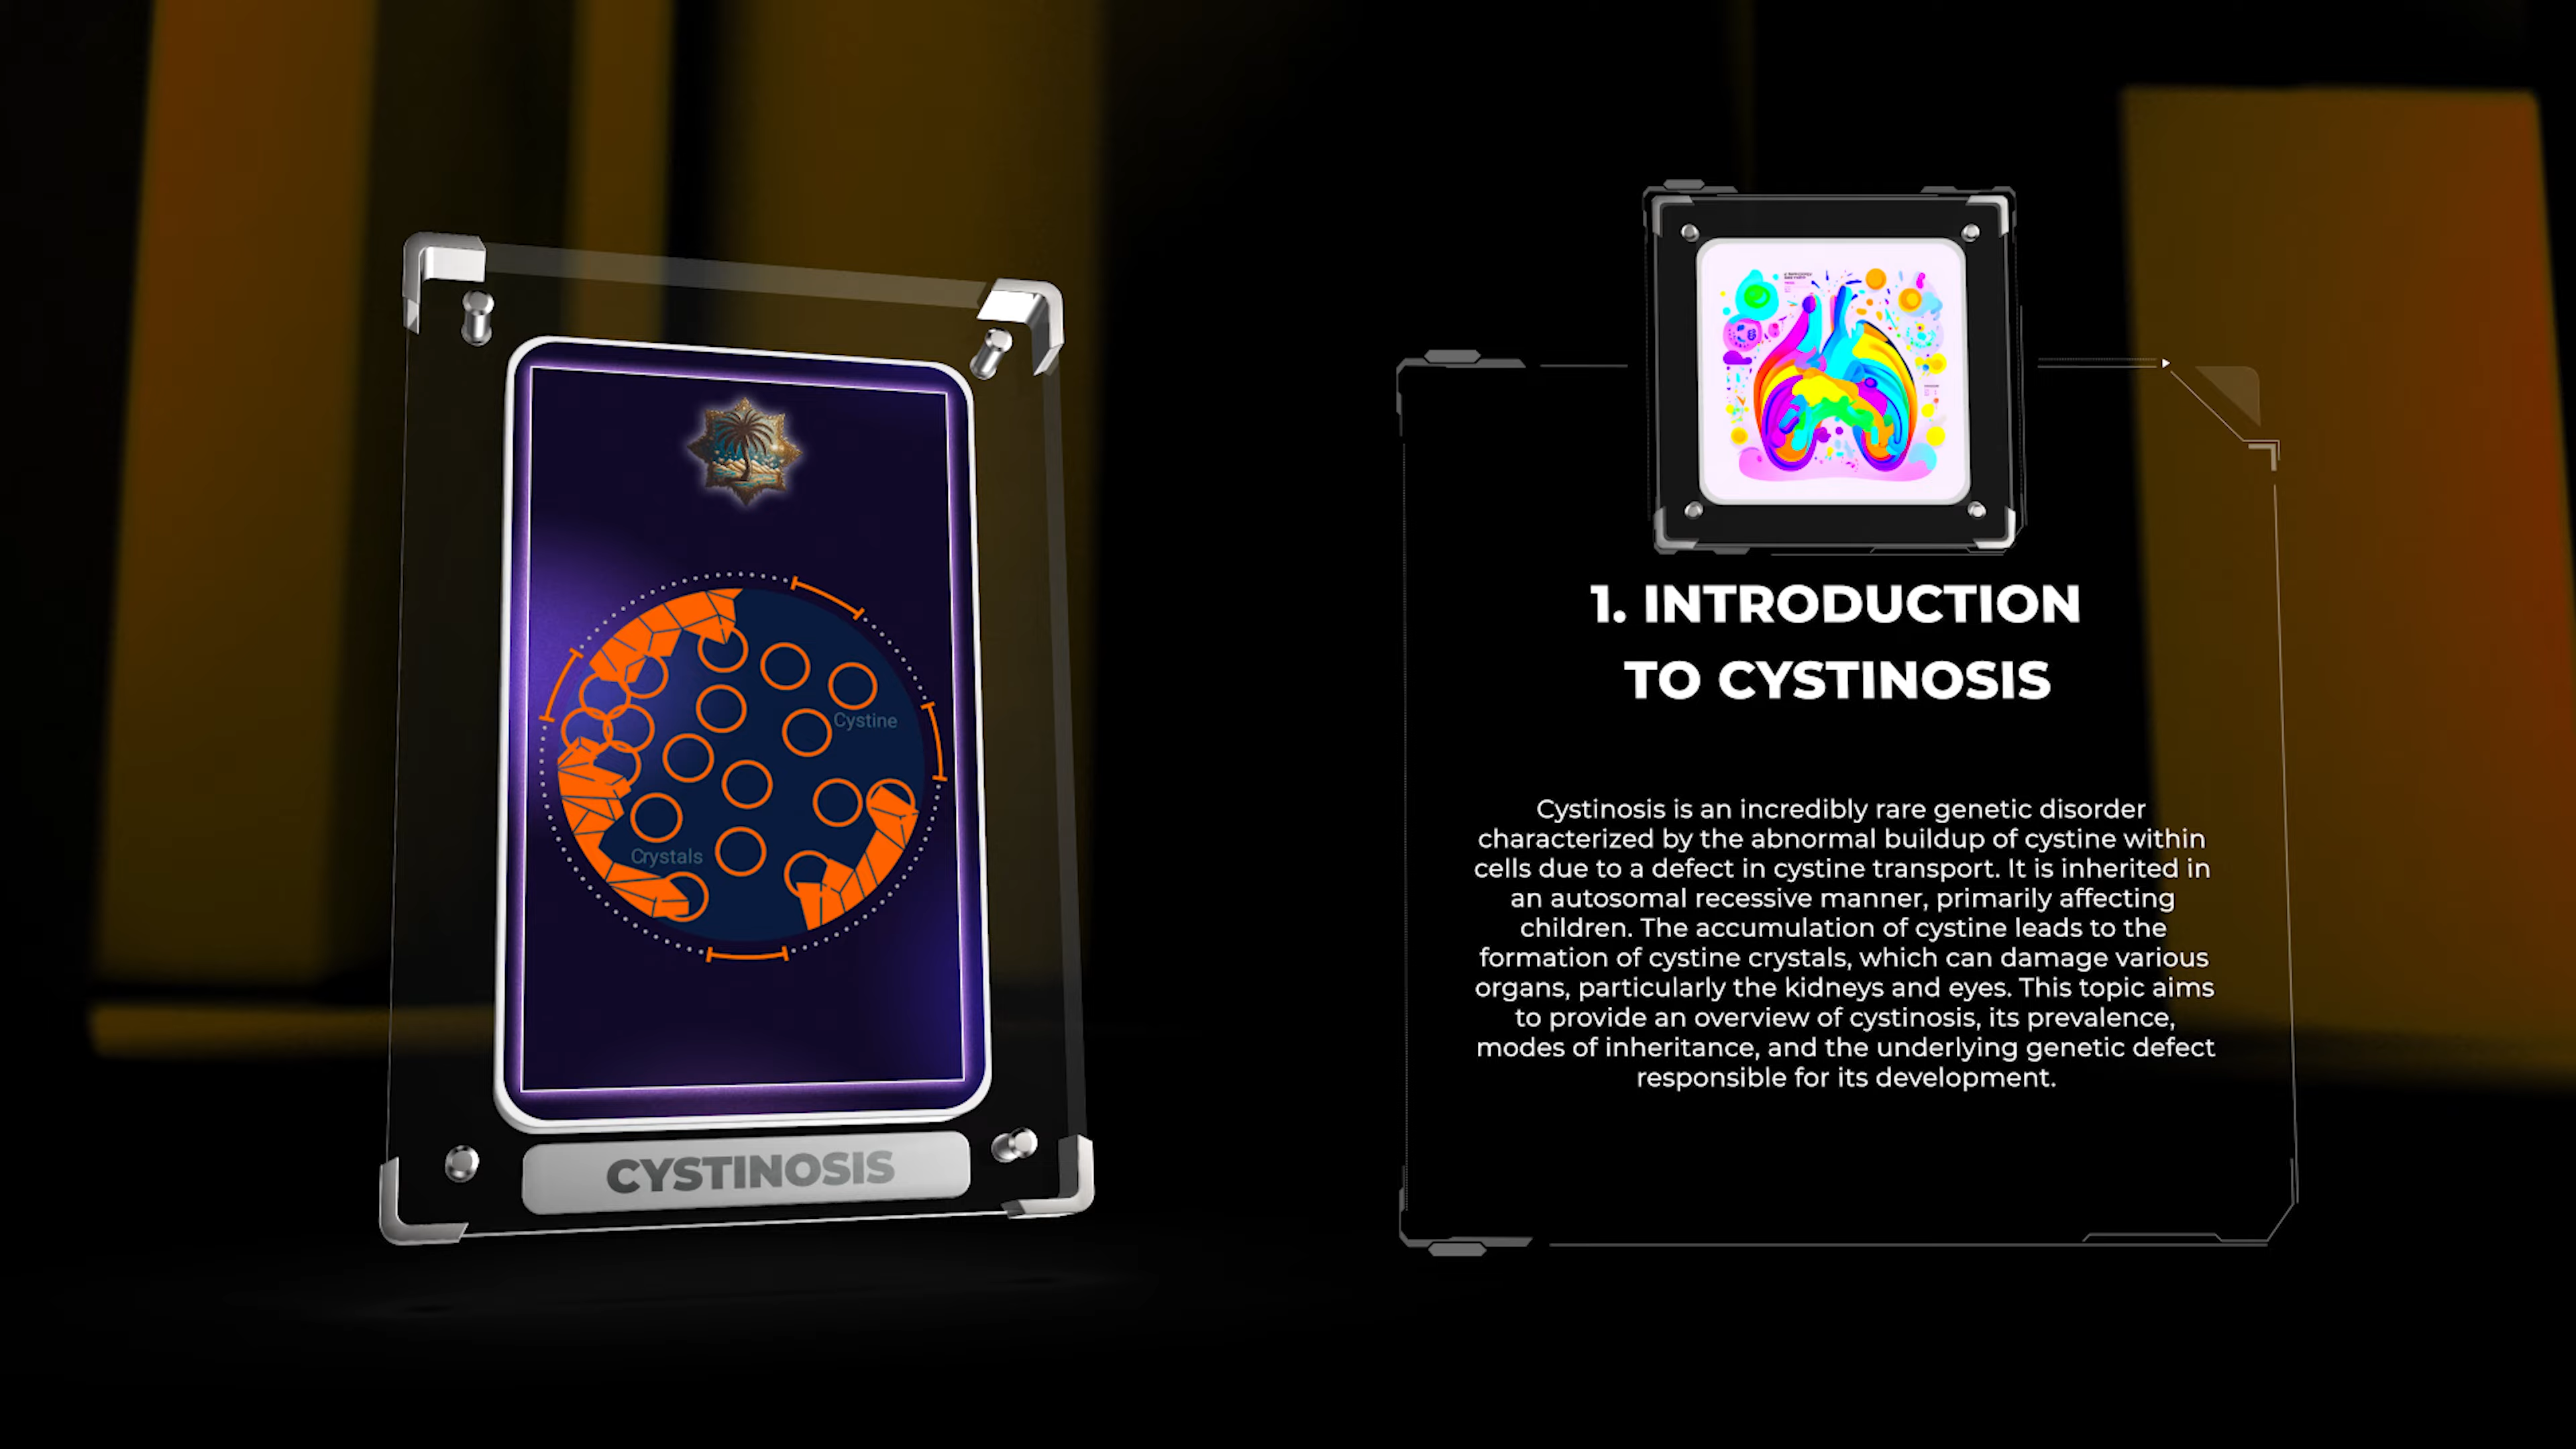 Cystine
Crystals
CYSTINOSIS
1. INTRODUCTION
TO CYSTINOSIS
Cystinosis is an incredibly rare genetic disorder
characterized by the abnormal buildup of cystine within
cells due to a defect in cystine transport. It is inherited in
an autosomal recessive manner, primarily affecting
children. The accumulation of cystine leads to the
formation of cystine crystals, which can damage various
organs, particularly the kidneys and eyes. This topic aims
to provide an overview of cystinosis, its prevalence,
modes of inheritance, and the underlying genetic defect
responsible for its development.